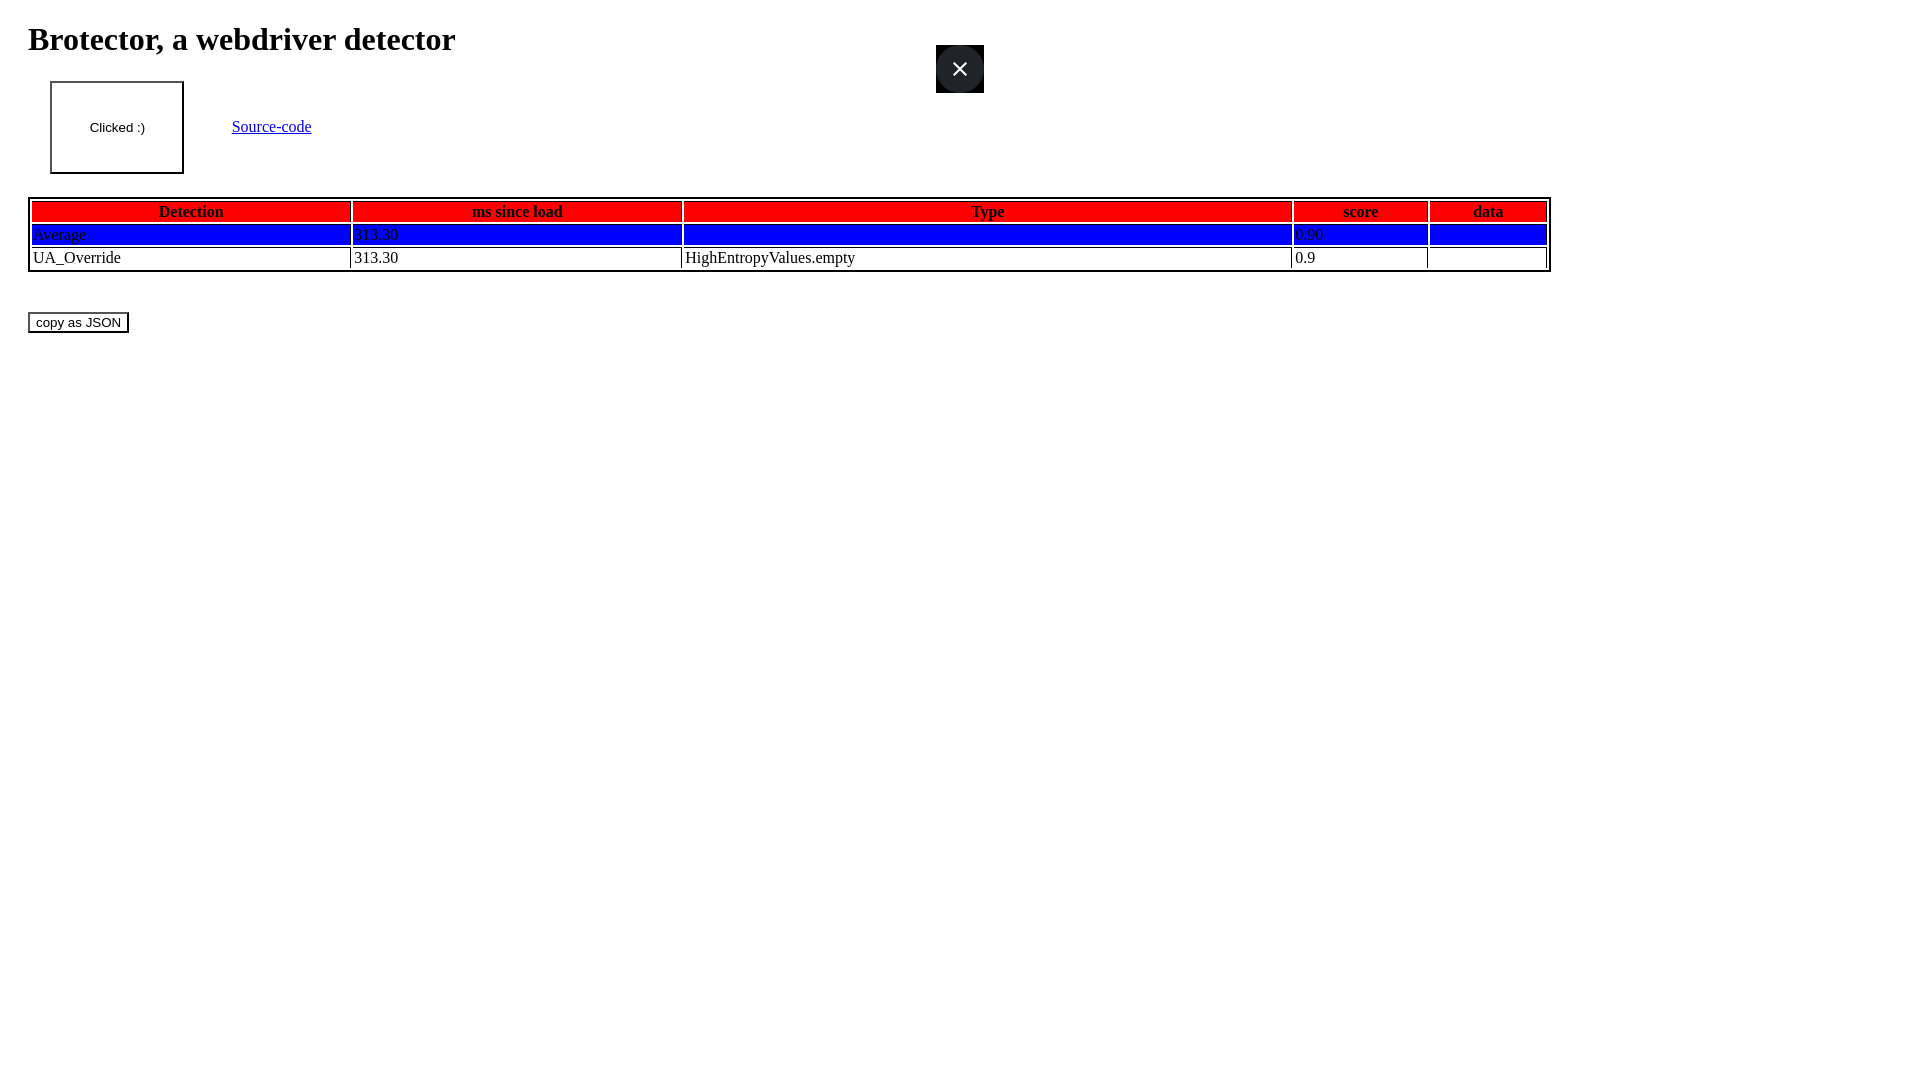 Brotector, a webdriver detector
Clicked :) Source-code
Detection ms since load Type score data
Average 313.30 0.90
UA_Override 313.30 HighEntropyValues.empty 0.9
copy as JSON